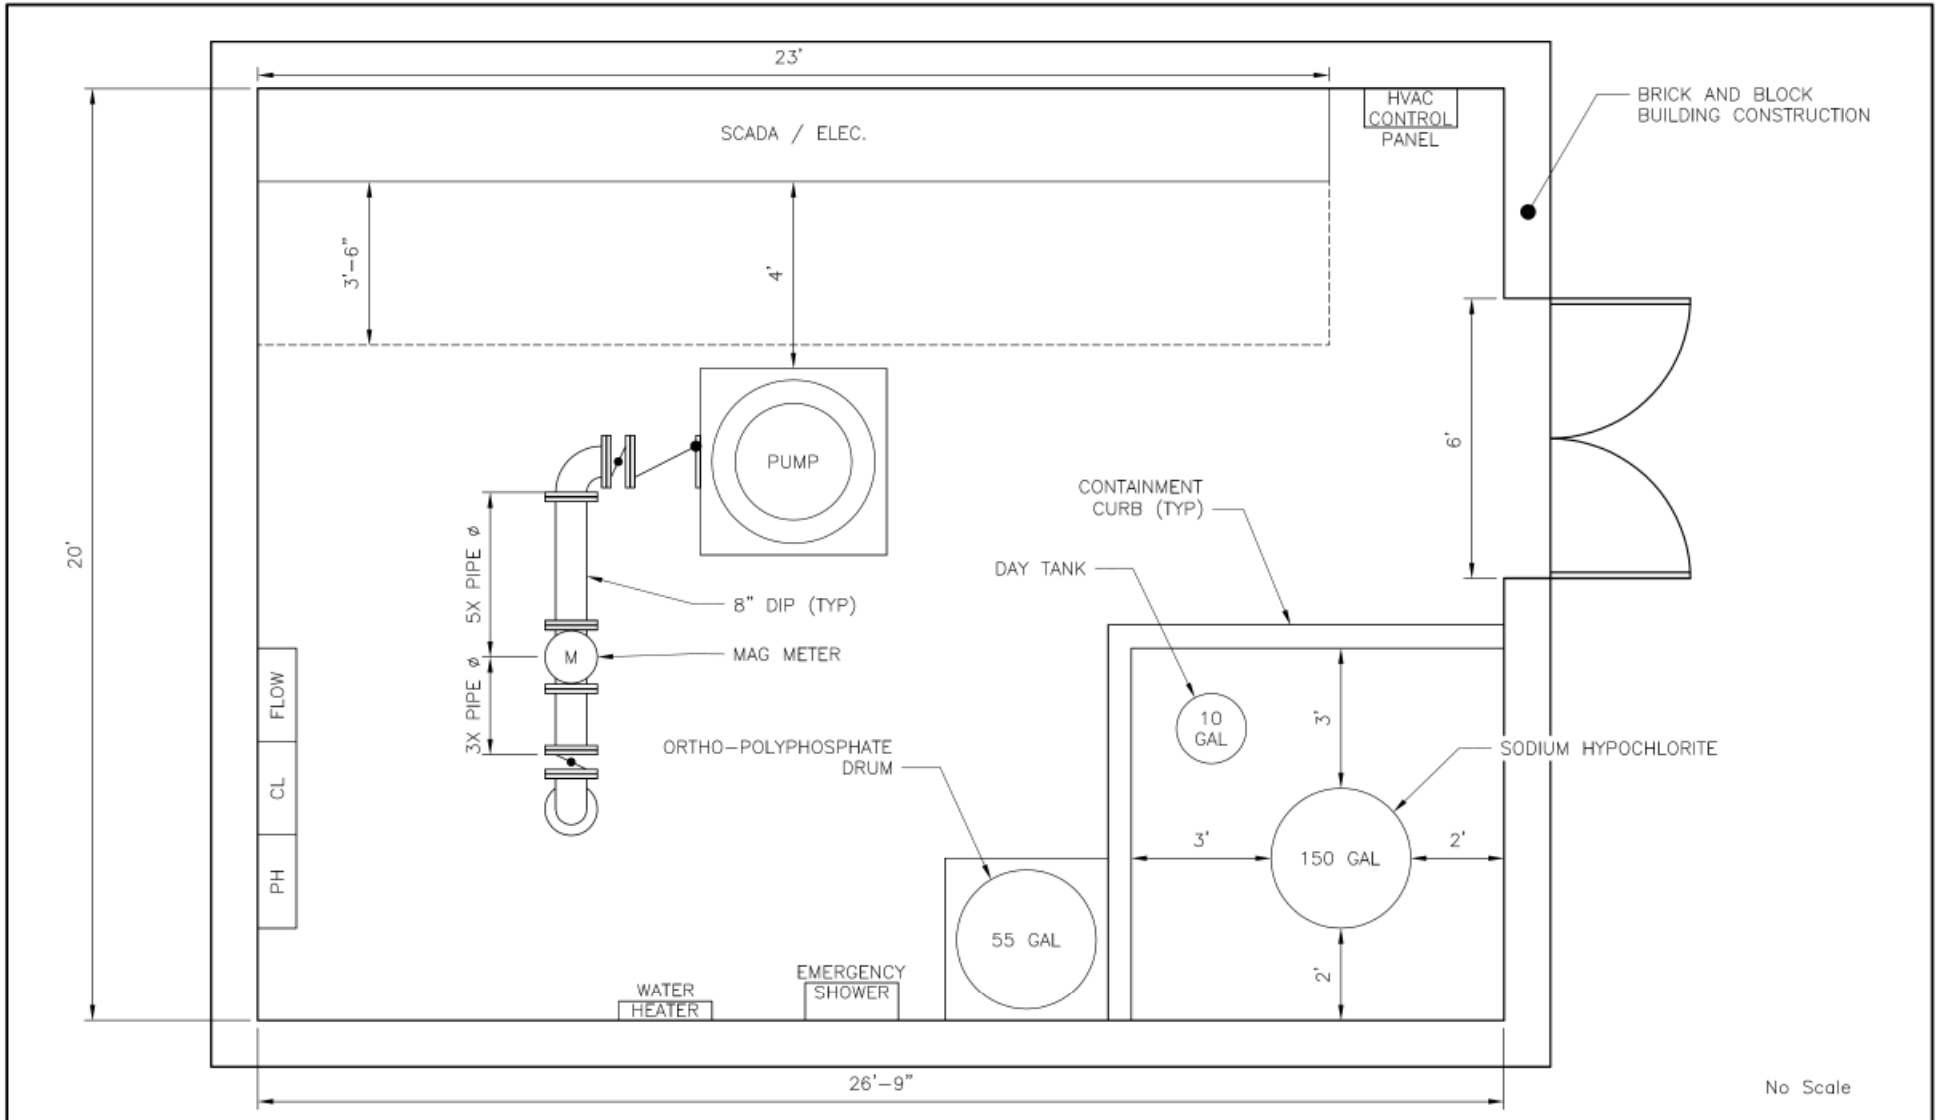 23'
HVAC
CONTROL
PANEL
BRICK AND BLOCK
BUILDING CONSTRUCTION
SCADA / ELEC.
3'-6"
4'
6'
20'
PUMP
CONTAINMENT
CURB (TYP)
DAY TANK
5X PIPE ø
8" DIP (TYP)
M
MAG METER
3X PIPE ø
FLOW
CL
PH
10
GAL
3'
ORTHO-POLYPHOSPHATE
DRUM
SODIUM HYPOCHLORITE
3'
150 GAL
2'
55 GAL
2'
EMERGENCY
SHOWER
WATER
HEATER
26'-9"
No Scale